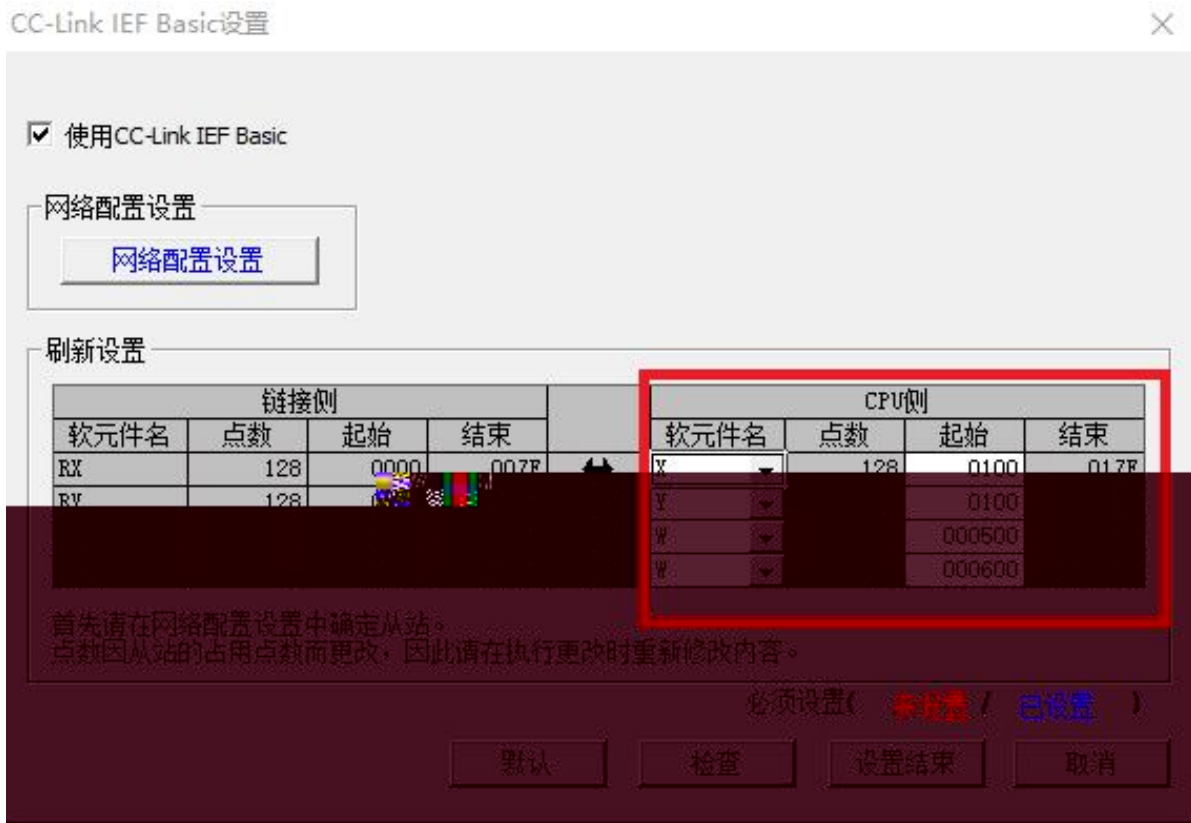 CC-Link IEF Basic设置
使用CC-Link IEF Basic
网络配置设置
网络配置设置
刷新设置
链接侧 CPU侧
软元件名 点数 起始 结束 软元件名 点数 起始 结束
RX 128 0000 007F X 128 0100 017F
RY 128 Y 0100
W 000500
W 000600
首先请在网络配置设置中确定从站。
点数因从站的占用点数而更改，因此请在执行更改时重新修改内容。
必须设置( 未设置 / 已设置 )
默认 检查 设置结束 取消